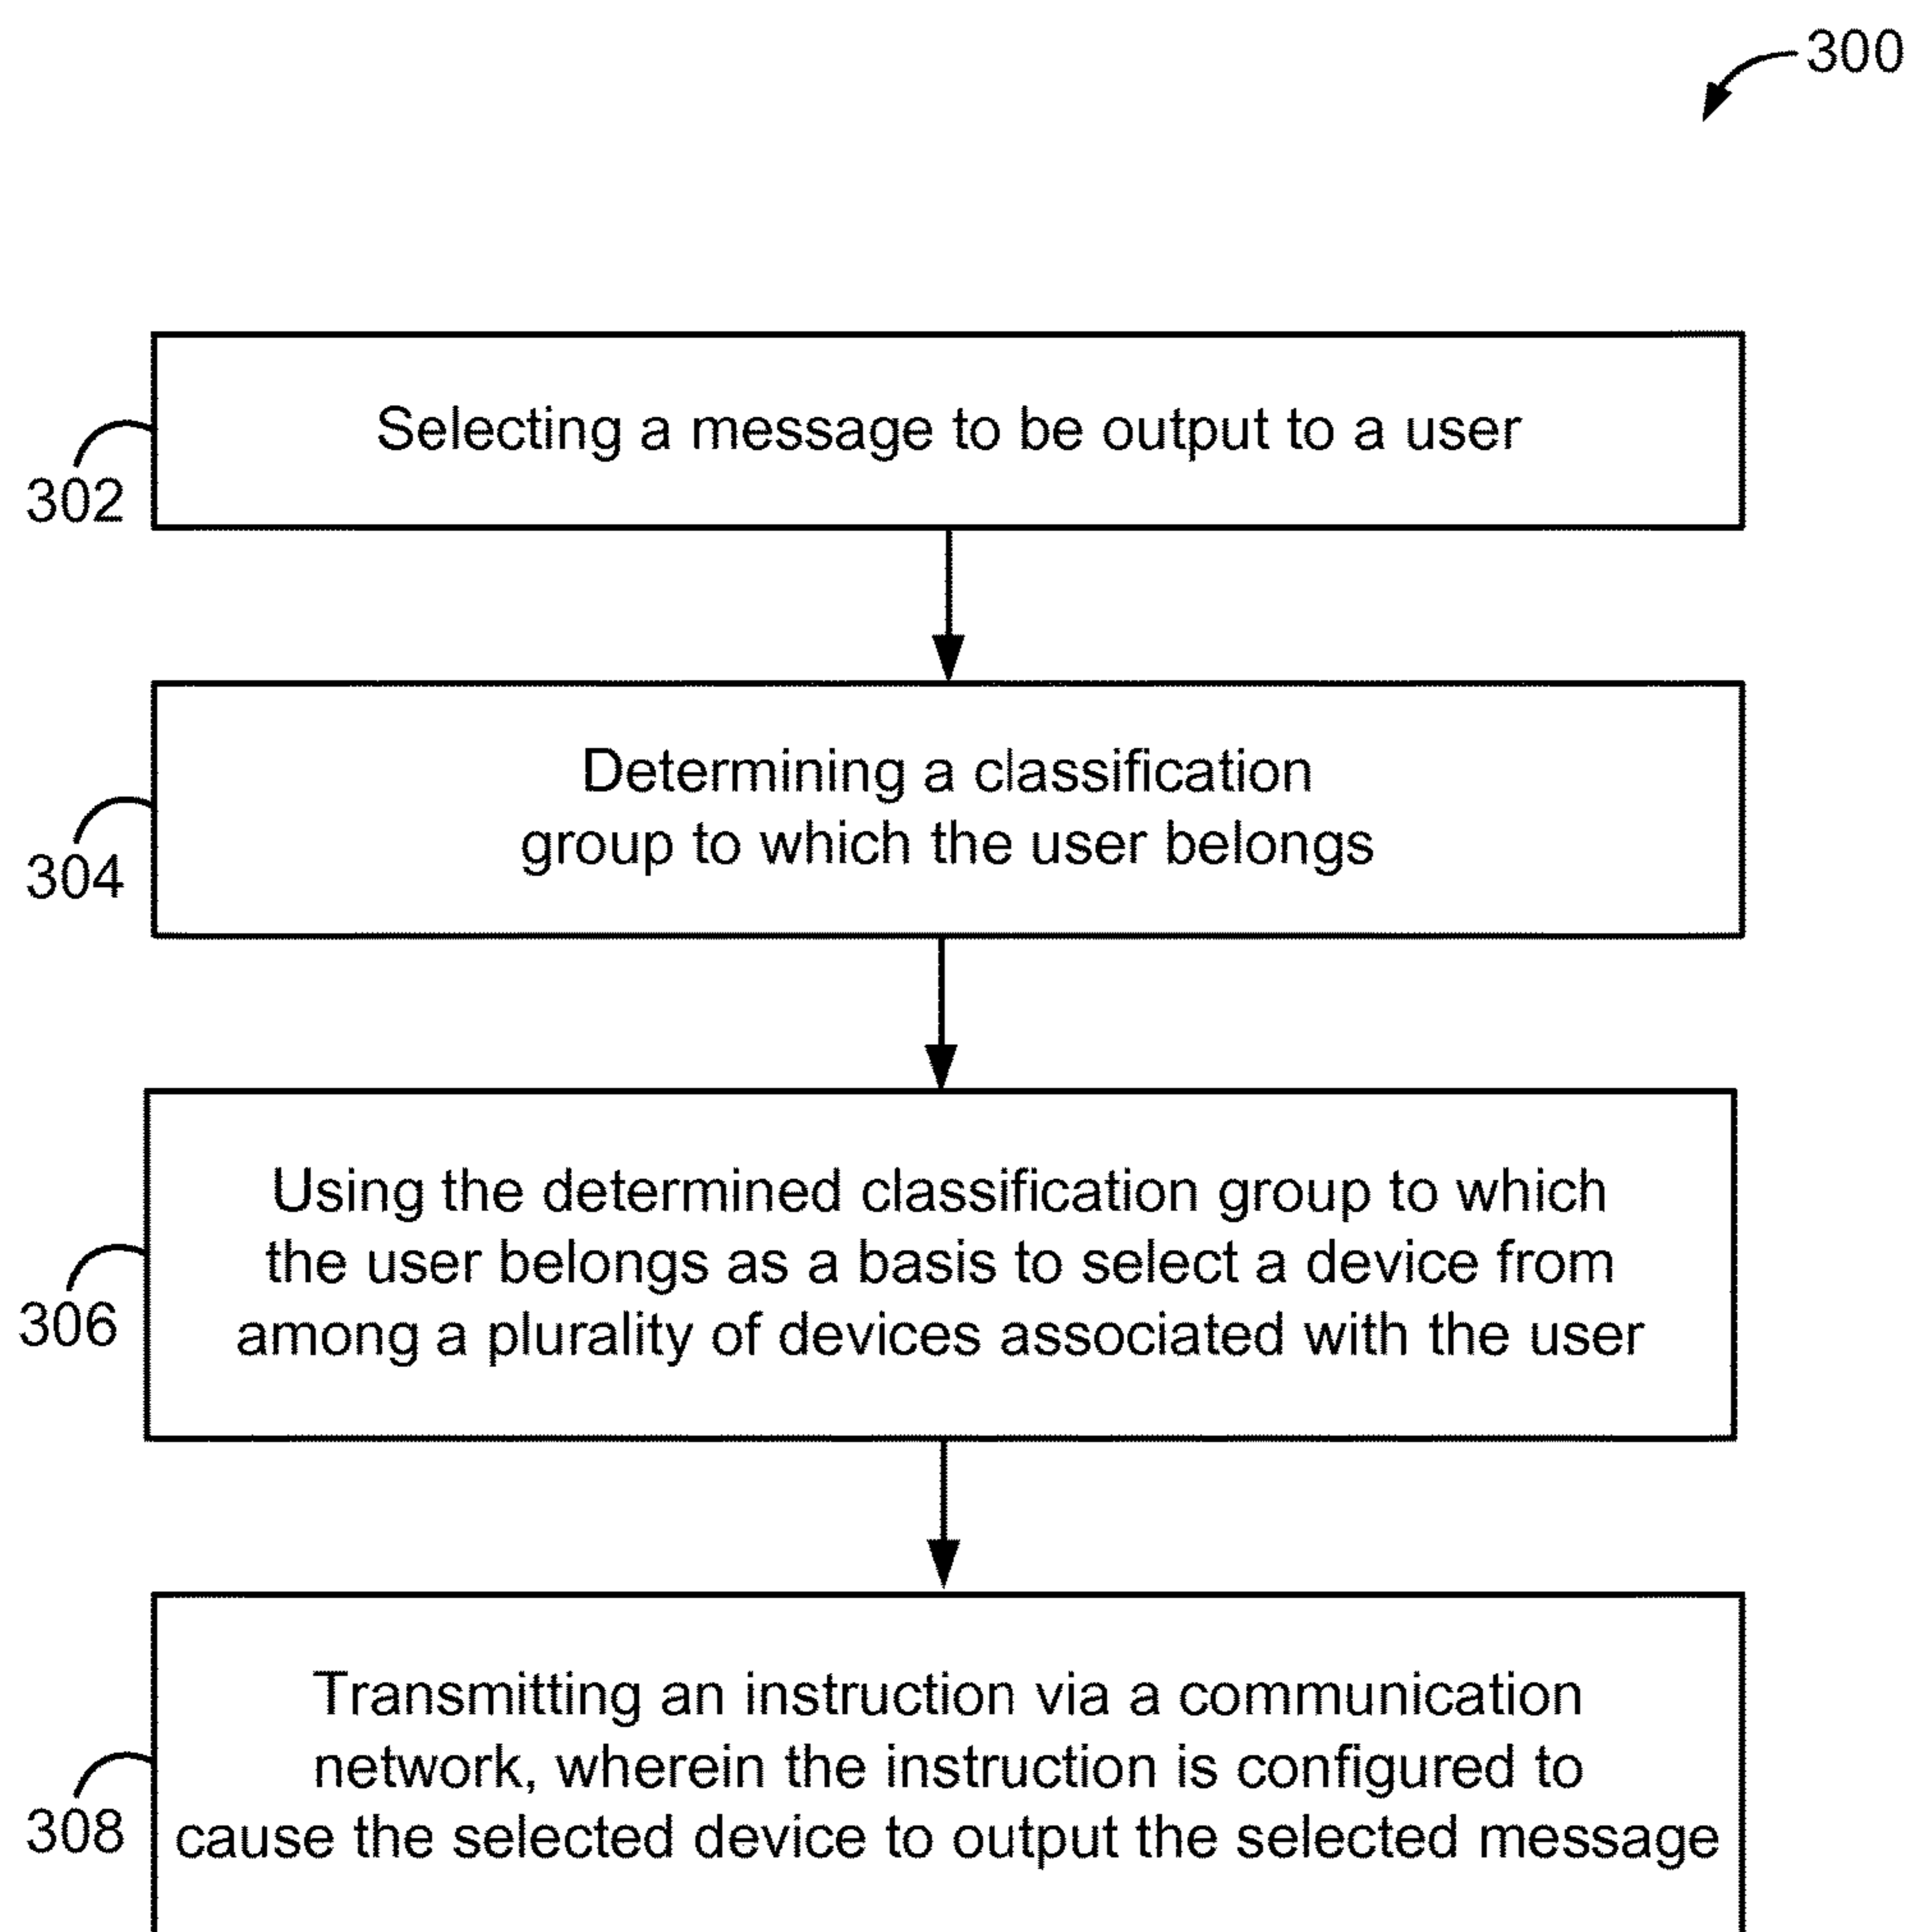 300
Selecting a message to be output to a user
302
Determining a classification
group to which the user belongs
304
Using the determined classification group to which
the user belongs as a basis to select a device from
among a plurality of devices associated with the user
306
Transmitting an instruction via a communication
network, wherein the instruction is configured to
cause the selected device to output the selected message
308